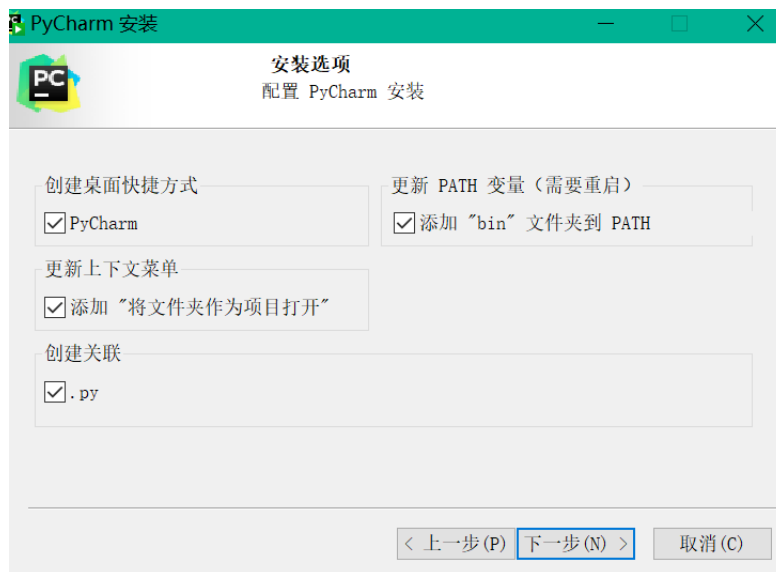 PyCharm 安装
PC
安装选项
配置 PyCharm 安装
创建桌面快捷方式
PyCharm
更新 PATH 变量（需要重启）
添加 "bin" 文件夹到 PATH
更新上下文菜单
添加 "将文件夹作为项目打开"
创建关联
.py
< 上一步(P)
下一步(N) >
取消(C)